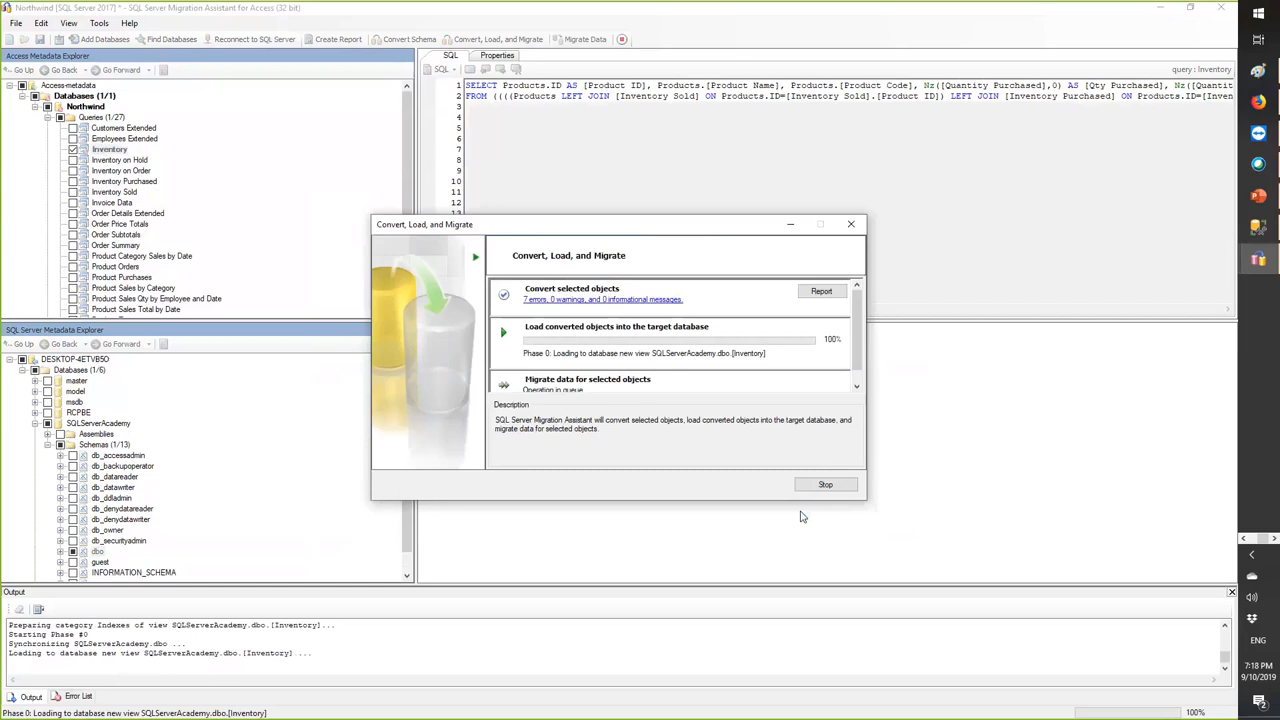 Northwind [SQL Server 2017] * - SQL Server Migration Assistant for Access (32 bit)
File Edit View Tools Help
Add Databases Find Databases Reconnect to SQL Server Create Report Convert Schema Convert, Load, and Migrate Migrate Data
Access Metadata Explorer
Go Up Go Back Go Forward
Access-metadata
Databases (1/1)
Northwind
Queries (1/27)
Customers Extended
Employees Extended
Inventory
Inventory on Hold
Inventory on Order
Inventory Purchased
Inventory Sold
Invoice Data
Order Details Extended
Order Price Totals
Order Subtotals
Order Summary
Product Category Sales by Date
Product Orders
Product Purchases
Product Sales by Category
Product Sales Qty by Employee and Date
Product Sales Total by Date
SQL Properties
SQL query : Inventory
1 SELECT Products.ID AS [Product ID], Products.[Product Name], Products.[Product Code], Nz([Quantity Purchased],0) AS [Qty Purchased], Nz([Quantit
2 FROM ((((Products LEFT JOIN [Inventory Sold] ON Products.ID=[Inventory Sold].[Product ID]) LEFT JOIN [Inventory Purchased] ON Products.ID=[Inven
3
4
5
6
7
8
9
10
11
12
13
Convert, Load, and Migrate
Convert, Load, and Migrate
Convert selected objects
7 errors, 0 warnings, and 0 informational messages.
Report
Load converted objects into the target database
100%
Phase 0: Loading to database new view SQLServerAcademy.dbo.[Inventory]
Migrate data for selected objects
Operation in queue
Description
SQL Server Migration Assistant will convert selected objects, load converted objects into the target database, and
migrate data for selected objects.
Stop
SQL Server Metadata Explorer
Go Up Go Back Go Forward
DESKTOP-4ETVB5O
Databases (1/6)
master
model
msdb
RCPBE
SQLServerAcademy
Assemblies
Schemas (1/13)
db_accessadmin
db_backupoperator
db_datareader
db_datawriter
db_ddladmin
db_denydatareader
db_denydatawriter
db_owner
db_securityadmin
dbo
guest
INFORMATION_SCHEMA
Output
Preparing category Indexes of view SQLServerAcademy.dbo.[Inventory]...
Starting Phase #0
Synchronizing SQLServerAcademy.dbo ...
Loading to database new view SQLServerAcademy.dbo.[Inventory] ...
Output Error List
Phase 0: Loading to database new view SQLServerAcademy.dbo.[Inventory] 100%
ENG
7:18 PM
9/10/2019
2